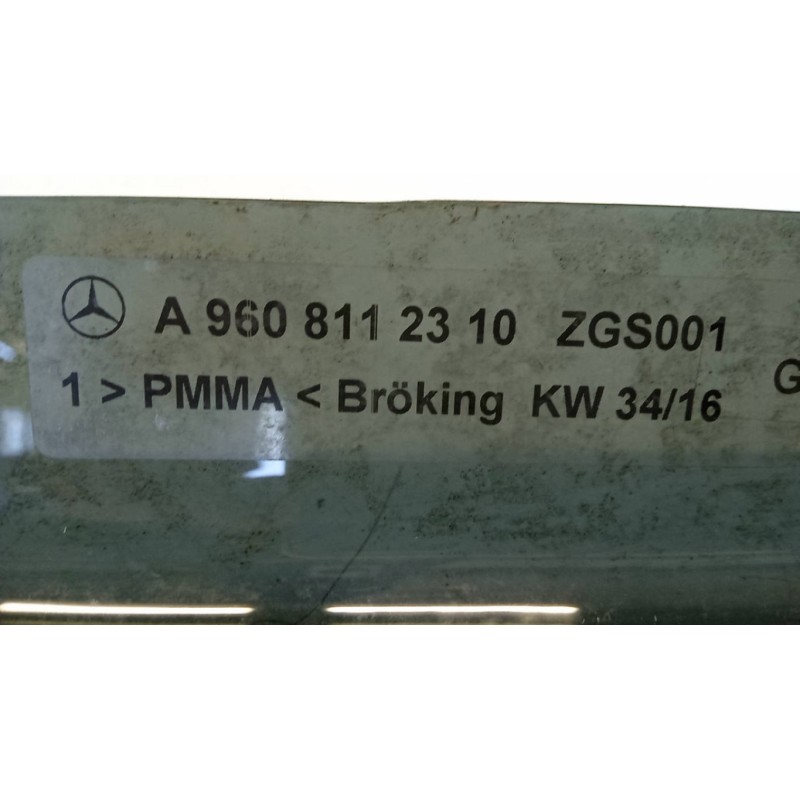 A 960 811 23 10 ZGS001
1 > PMMA < Bröking KW 34/16
G